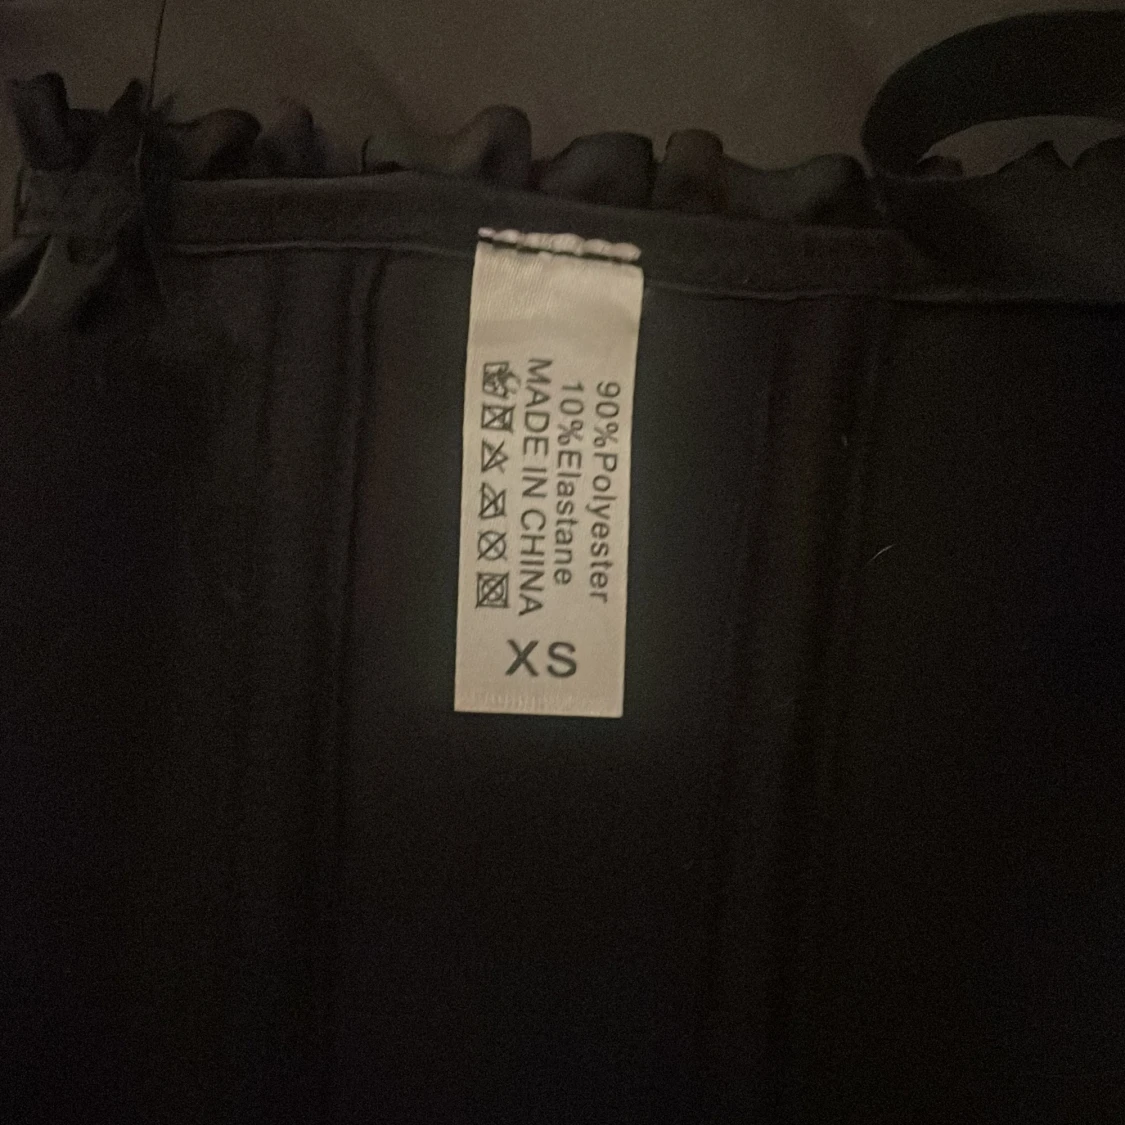 90%Polyester
10%Elastane
MADE IN CHINA
XS